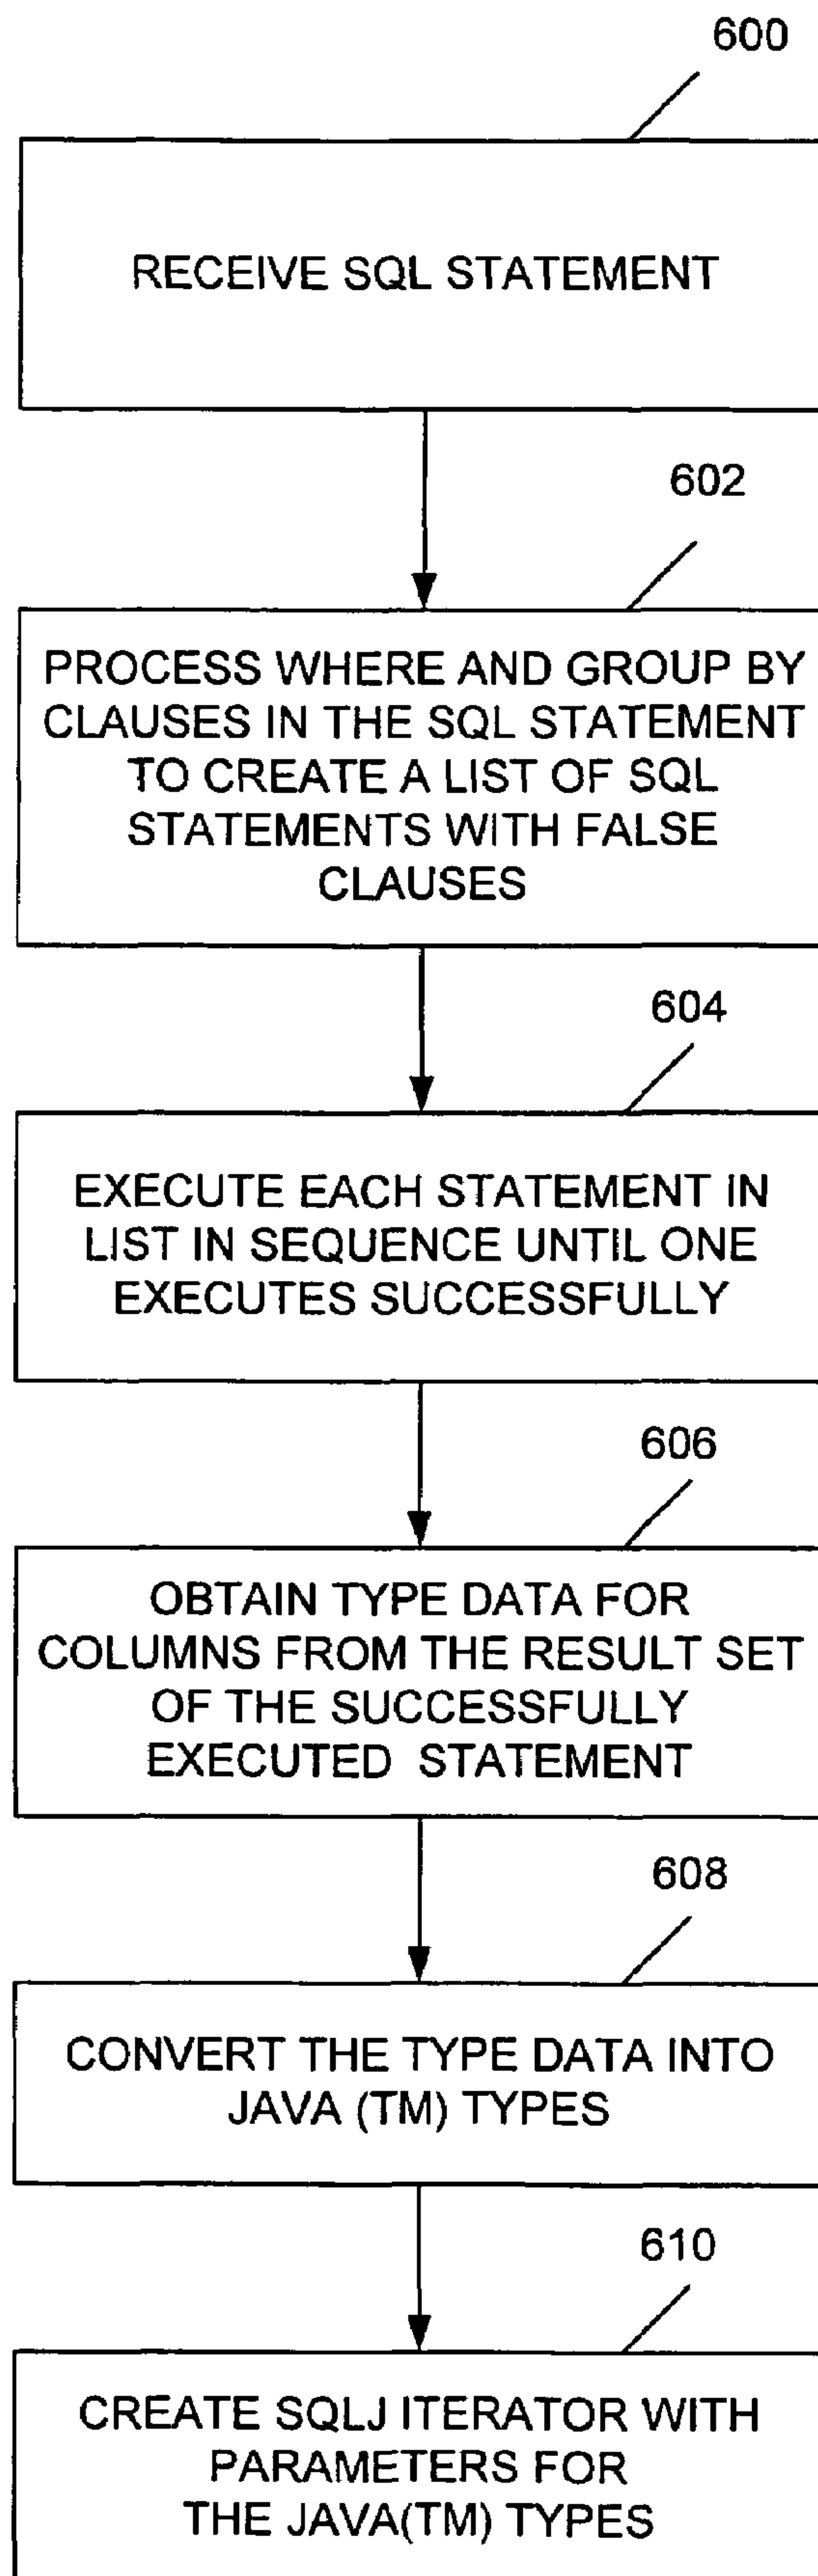 600
RECEIVE SQL STATEMENT
602
PROCESS WHERE AND GROUP BY
CLAUSES IN THE SQL STATEMENT
TO CREATE A LIST OF SQL
STATEMENTS WITH FALSE
CLAUSES
604
EXECUTE EACH STATEMENT IN
LIST IN SEQUENCE UNTIL ONE
EXECUTES SUCCESSFULLY
606
OBTAIN TYPE DATA FOR
COLUMNS FROM THE RESULT SET
OF THE SUCCESSFULLY
EXECUTED STATEMENT
608
CONVERT THE TYPE DATA INTO
JAVA (TM) TYPES
610
CREATE SQLJ ITERATOR WITH
PARAMETERS FOR
THE JAVA(TM) TYPES